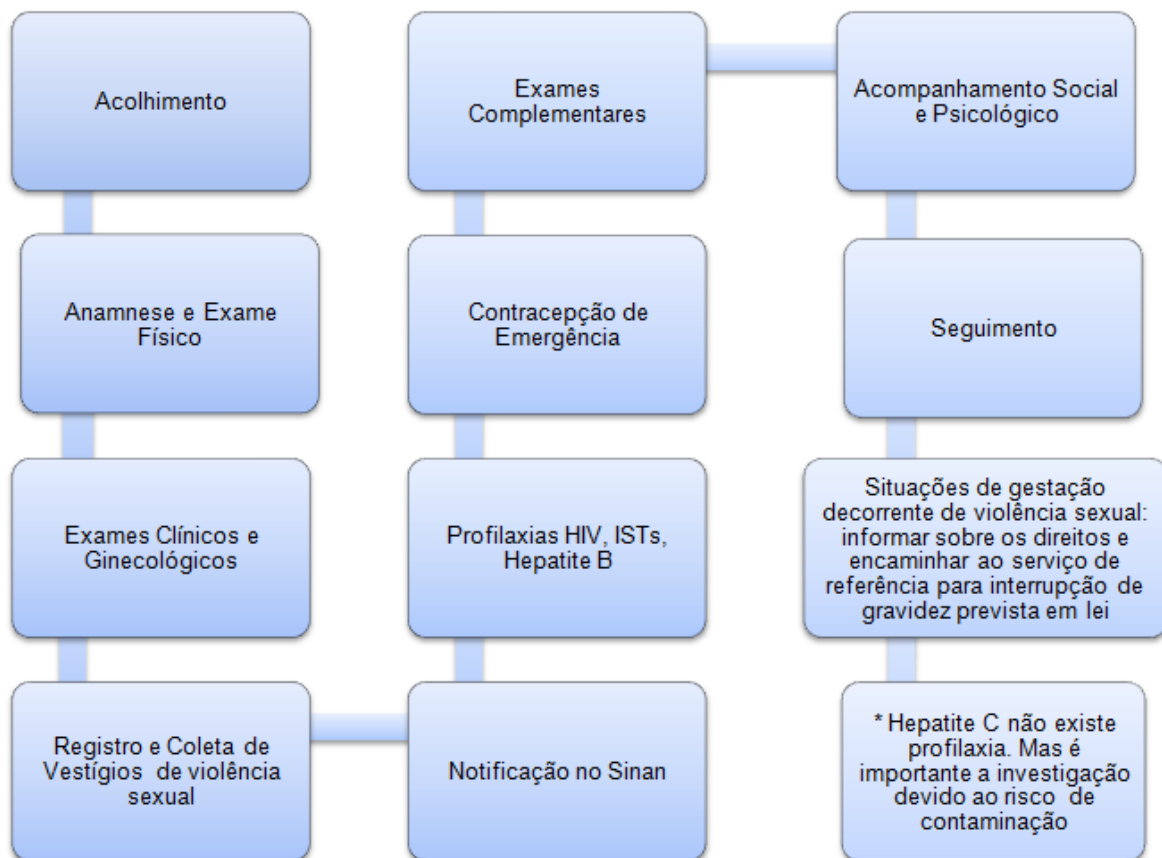 Acolhimento
Anamnese e Exame
Físico
Exames Clínicos e
Ginecológicos
Registro e Coleta de
Vestígios de violência
sexual
Notificação no Sinan
Profilaxias HIV, ISTs,
Hepatite B
Contracepção de
Emergência
Exames
Complementares
Acompanhamento Social
e Psicológico
Seguimento
Situações de gestação
decorrente de violência sexual:
informar sobre os direitos e
encaminhar ao serviço de
referência para interrupção de
gravidez prevista em lei
* Hepatite C não existe
profilaxia. Mas é
importante a investigação
devido ao risco de
contaminação